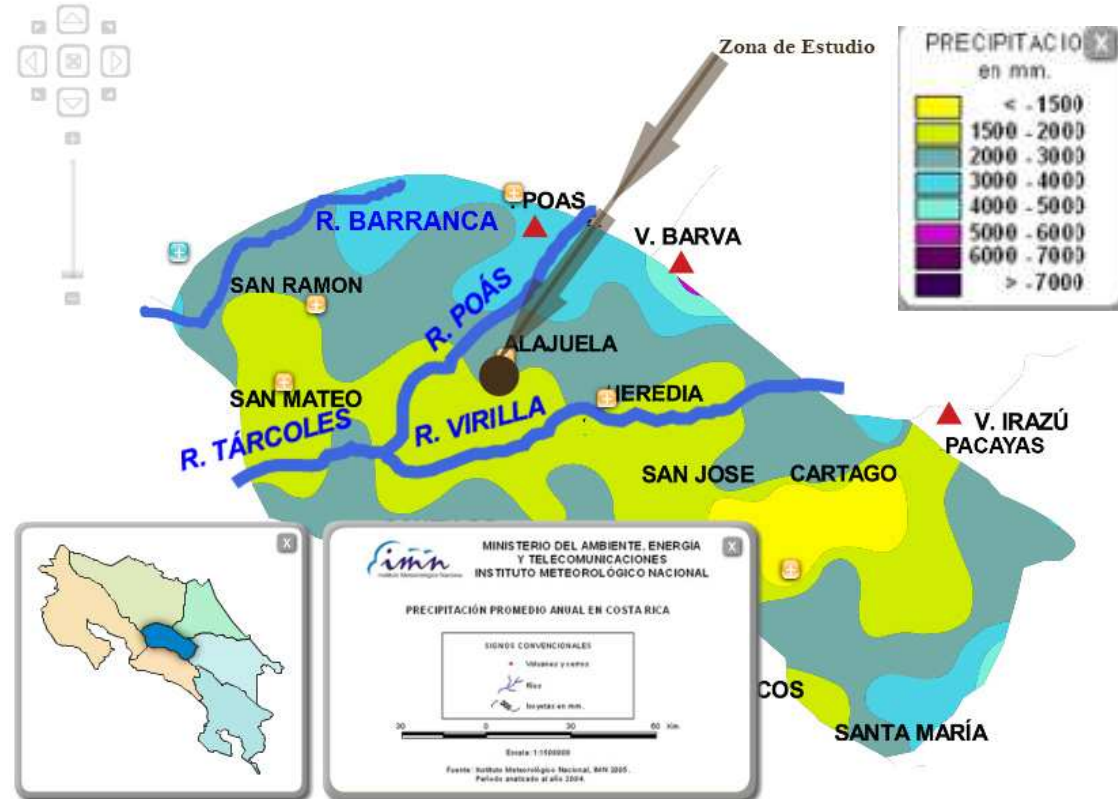 Zona de Estudio
PRECIPITACIO
en mm.
< -1500
1500 -2000
2000 -3000
3000 -4000
4000 -5000
5000 -6000
6000 -7000
> -7000
POAS
R. BARRANCA
V. BARVA
SAN RAMON
R. POÁS
ALAJUELA
SAN MATEO
HEREDIA
R. TÁRCOLES
R. VIRILLA
V. IRAZÚ
PACAYAS
SAN JOSE
CARTAGO
imn
Instituto Meteorológico Nacional
MINISTERIO DEL AMBIENTE, ENERGÍA
Y TELECOMUNICACIONES
INSTITUTO METEOROLÓGICO NACIONAL
PRECIPITACIÓN PROMEDIO ANUAL EN COSTA RICA
SIGNOS CONVENCIONALES
Volcanes y cerros
Ríos
Isoyetas en mm.
30 0 30 60 Km.
Escala: 1:1500000
Fuente: Instituto Meteorológico Nacional, IMN 2005.
Período analizado al año 2004.
COS
SANTA MARÍA